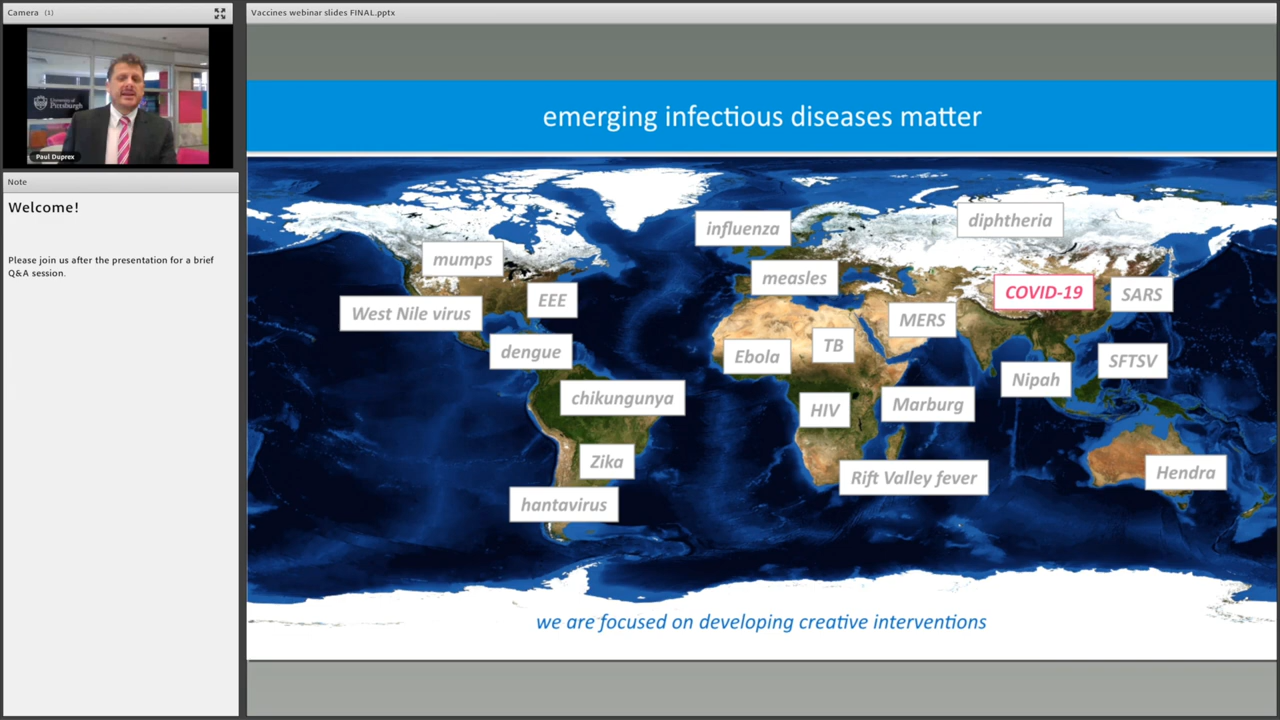 Camera (1)
Vaccines webinar slides FINAL.pptx
University of
Pittsburgh
Paul Duprex
Note
Welcome!
Please join us after the presentation for a brief
Q&A session.
emerging infectious diseases matter
influenza
diphtheria
mumps
measles
COVID-19
SARS
EEE
West Nile virus
MERS
dengue
Ebola
TB
SFTSV
Nipah
chikungunya
HIV
Marburg
Zika
Rift Valley fever
Hendra
hantavirus
we are focused on developing creative interventions